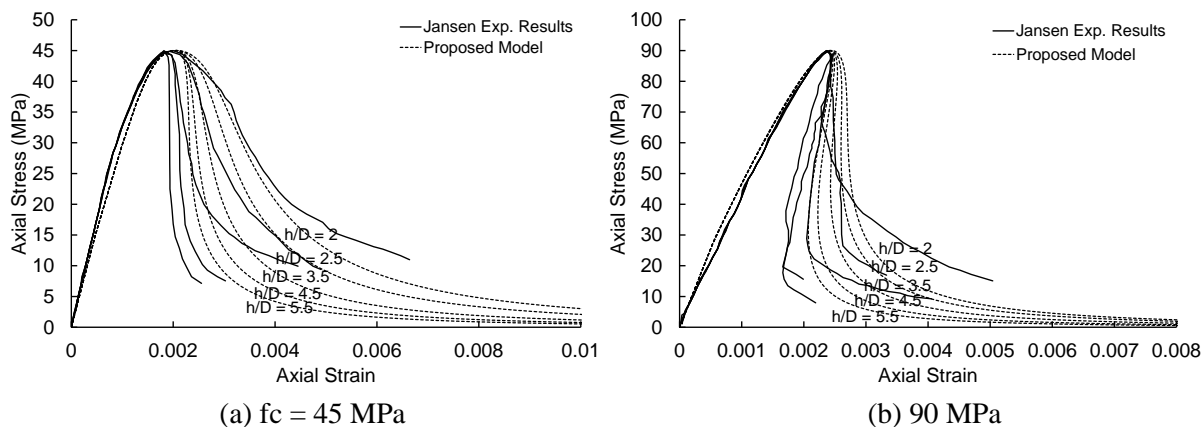 50
45
40
35
30
25
20
15
10
5
0
Axial Stress (MPa)
Jansen Exp. Results
Proposed Model
h/D = 2
h/D = 2.5
h/D = 3.5
h/D = 4.5
h/D = 5.5
0 0.002 0.004 0.006 0.008 0.01
Axial Strain
(a) fc = 45 MPa
100
90
80
70
60
50
40
30
20
10
0
Axial Stress (MPa)
Jansen Exp. Results
Proposed Model
h/D = 2
h/D = 2.5
h/D = 3.5
h/D = 4.5
h/D = 5.5
0 0.001 0.002 0.003 0.004 0.005 0.006 0.007 0.008
Axial Strain
(b) 90 MPa